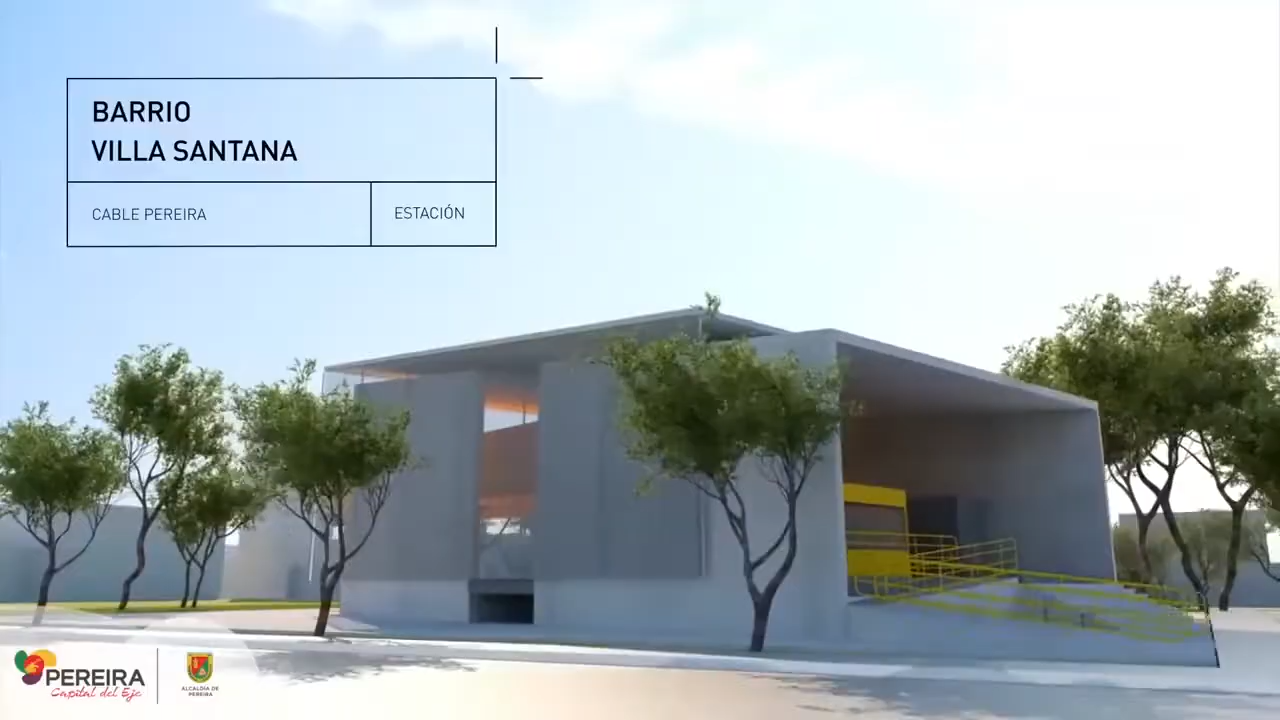 BARRIO
VILLA SANTANA
CABLE PEREIRA
ESTACIÓN
PEREIRA
Capital del Eje
ALCALDÍA DE
PEREIRA